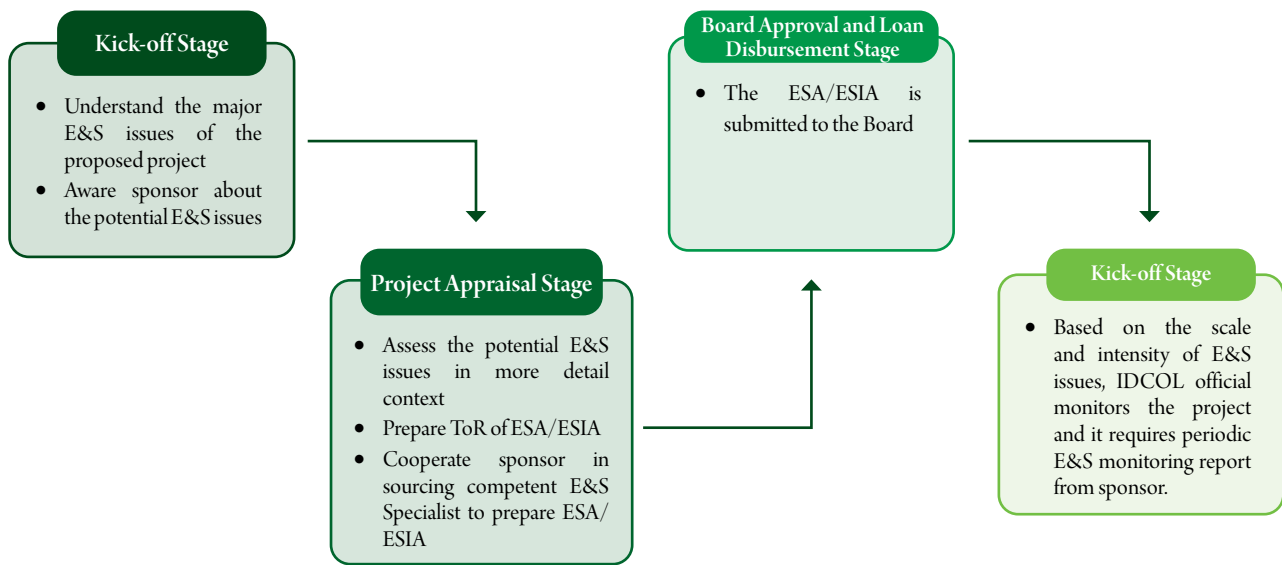 Kick-off Stage
• Understand the major
E&S issues of the
proposed project
• Aware sponsor about
the potential E&S issues
Project Appraisal Stage
• Assess the potential E&S
issues in more detail
context
• Prepare ToR of ESA/ESIA
• Cooperate sponsor in
sourcing competent E&S
Specialist to prepare ESA/
ESIA
Board Approval and Loan
Disbursement Stage
• The ESA/ESIA is
submitted to the Board
Kick-off Stage
• Based on the scale
and intensity of E&S
issues, IDCOL official
monitors the project
and it requires periodic
E&S monitoring report
from sponsor.